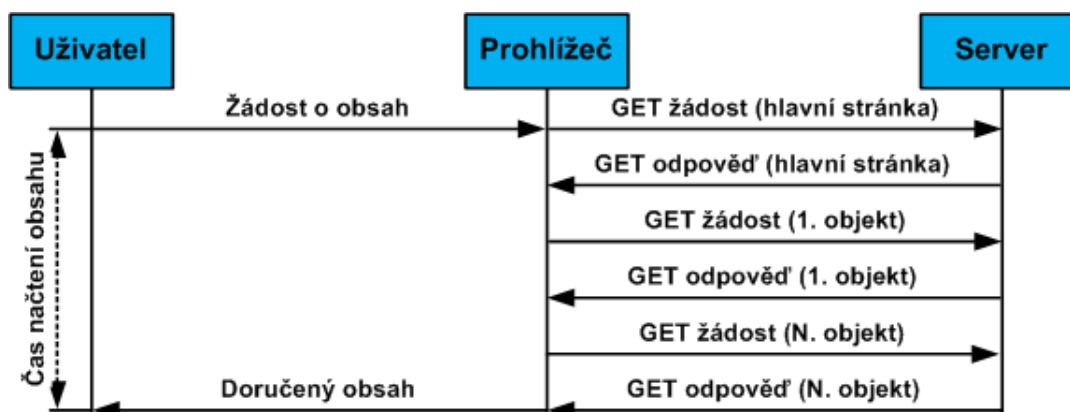 Uživatel
Prohlížeč
Server
Žádost o obsah
GET žádost (hlavní stránka)
GET odpověď (hlavní stránka)
GET žádost (1. objekt)
GET odpověď (1. objekt)
GET žádost (N. objekt)
Doručený obsah
GET odpověď (N. objekt)
Čas načtení obsahu